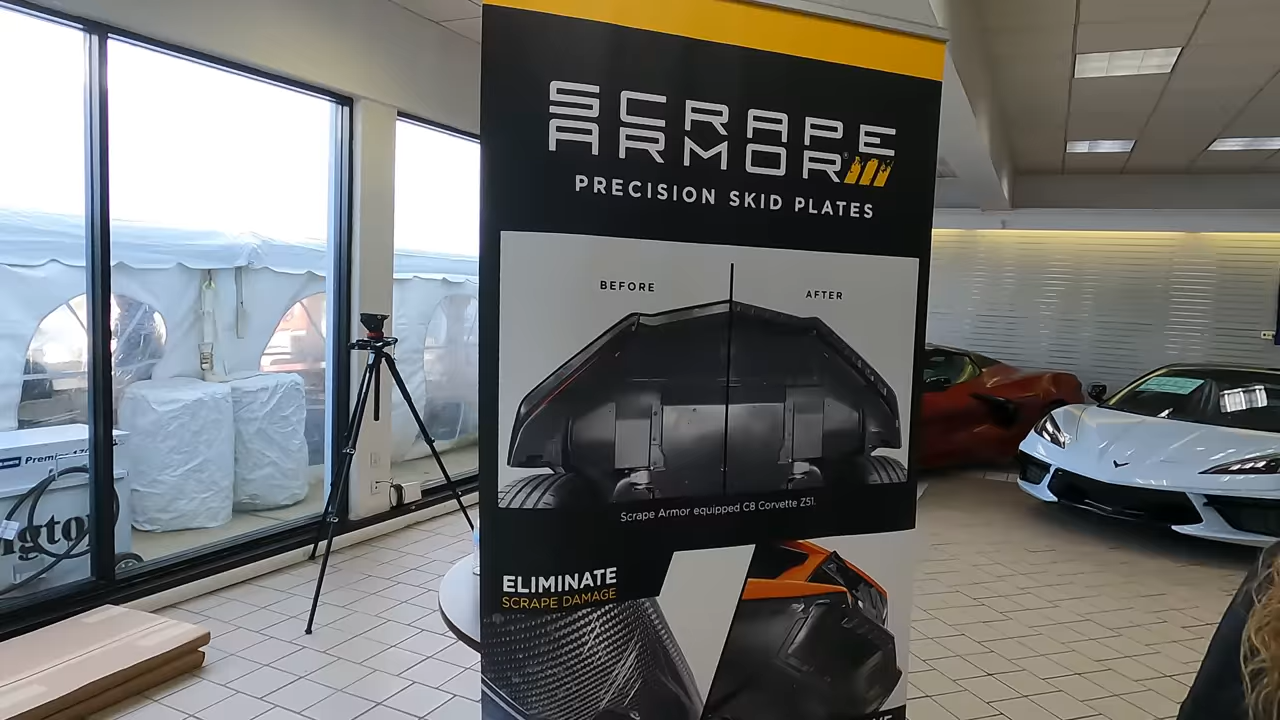 SCRAPE
ARMOR®
PRECISION SKID PLATES
BEFORE
AFTER
Scrape Armor equipped C8 Corvette Z51.
ELIMINATE
SCRAPE DAMAGE